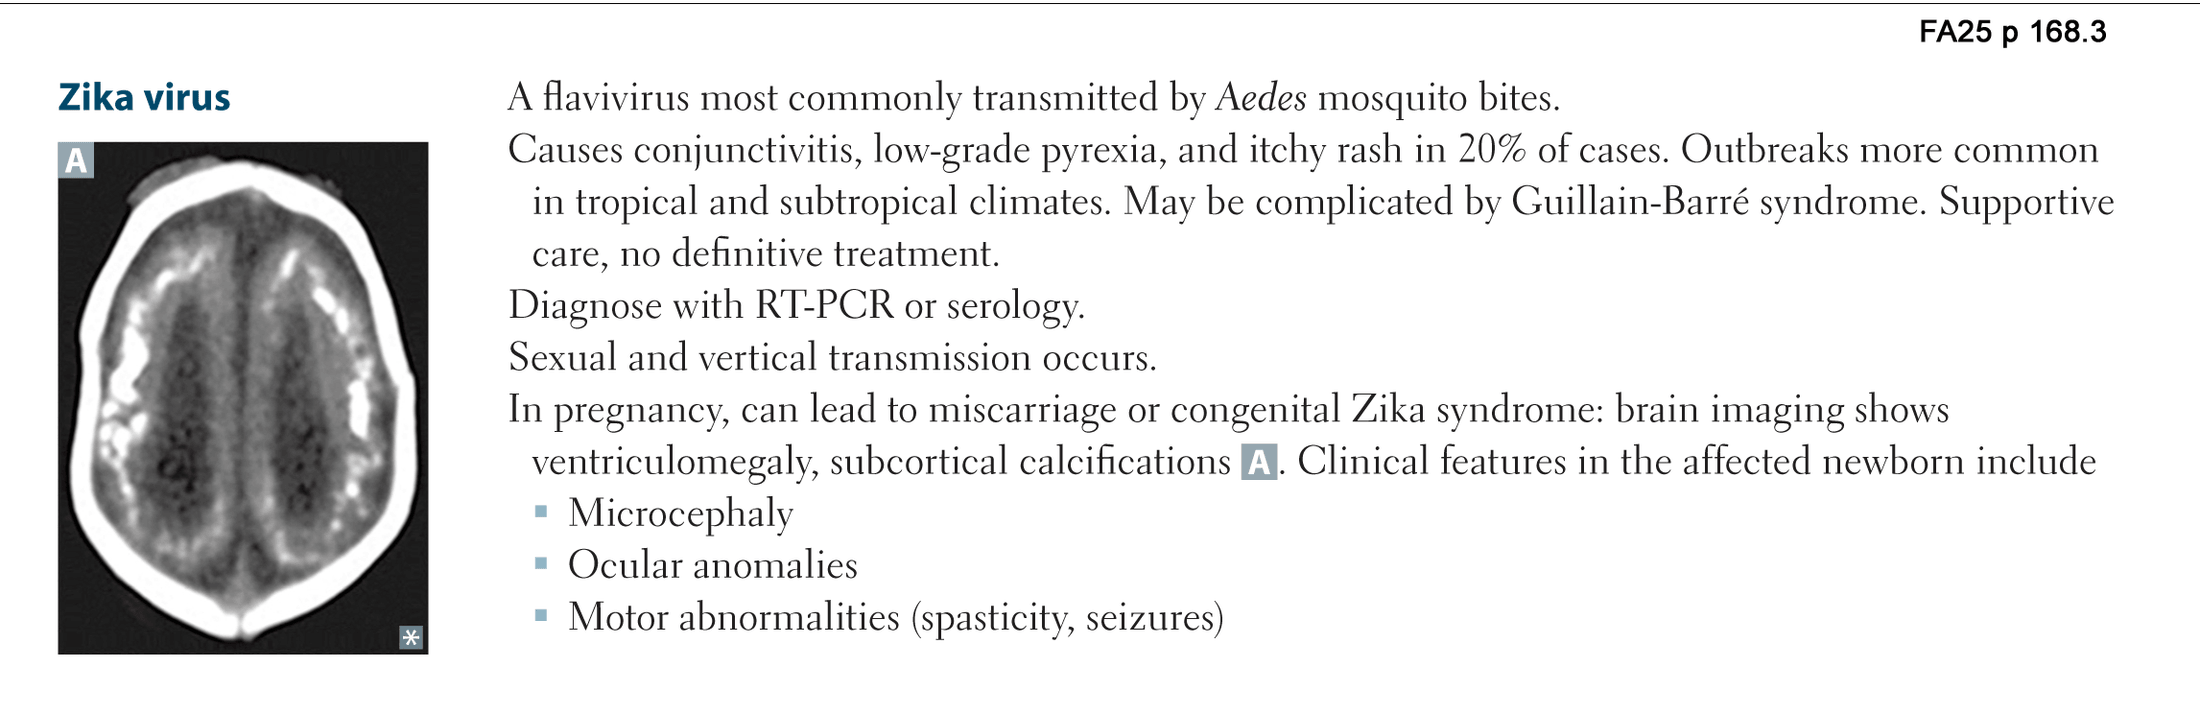 FA25 p 168.3
Zika virus
A
*
A flavivirus most commonly transmitted by Aedes mosquito bites.
Causes conjunctivitis, low-grade pyrexia, and itchy rash in 20% of cases. Outbreaks more common
in tropical and subtropical climates. May be complicated by Guillain-Barré syndrome. Supportive
care, no definitive treatment.
Diagnose with RT-PCR or serology.
Sexual and vertical transmission occurs.
In pregnancy, can lead to miscarriage or congenital Zika syndrome: brain imaging shows
ventriculomegaly, subcortical calcifications A. Clinical features in the affected newborn include
▪ Microcephaly
▪ Ocular anomalies
▪ Motor abnormalities (spasticity, seizures)